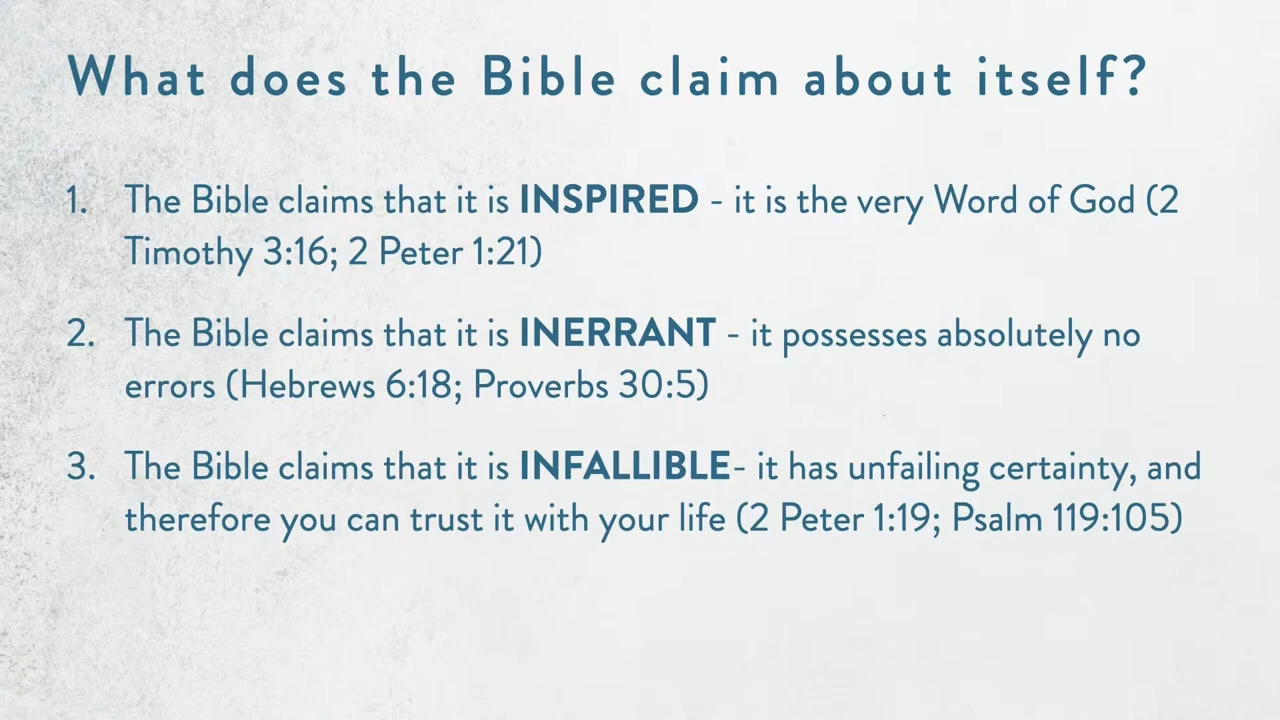 What does the Bible claim about itself?
1. The Bible claims that it is INSPIRED - it is the very Word of God (2
Timothy 3:16; 2 Peter 1:21)
2. The Bible claims that it is INERRANT - it possesses absolutely no
errors (Hebrews 6:18; Proverbs 30:5)
3. The Bible claims that it is INFALLIBLE- it has unfailing certainty, and
therefore you can trust it with your life (2 Peter 1:19; Psalm 119:105)